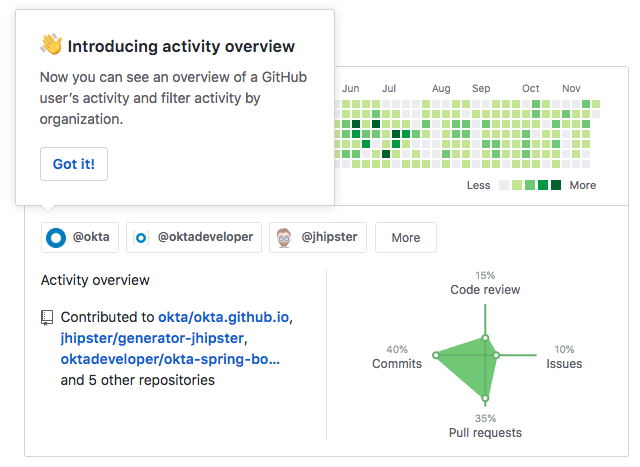 👋 Introducing activity overview
Now you can see an overview of a GitHub
user's activity and filter activity by
organization.
Got it!
Jun Jul Aug Sep Oct Nov
Less More
@okta @oktadeveloper @jhipster More
Activity overview
Contributed to okta/okta.github.io,
jhipster/generator-jhipster,
oktadeveloper/okta-spring-bo...
and 5 other repositories
15%
Code review
40%
Commits
10%
Issues
35%
Pull requests